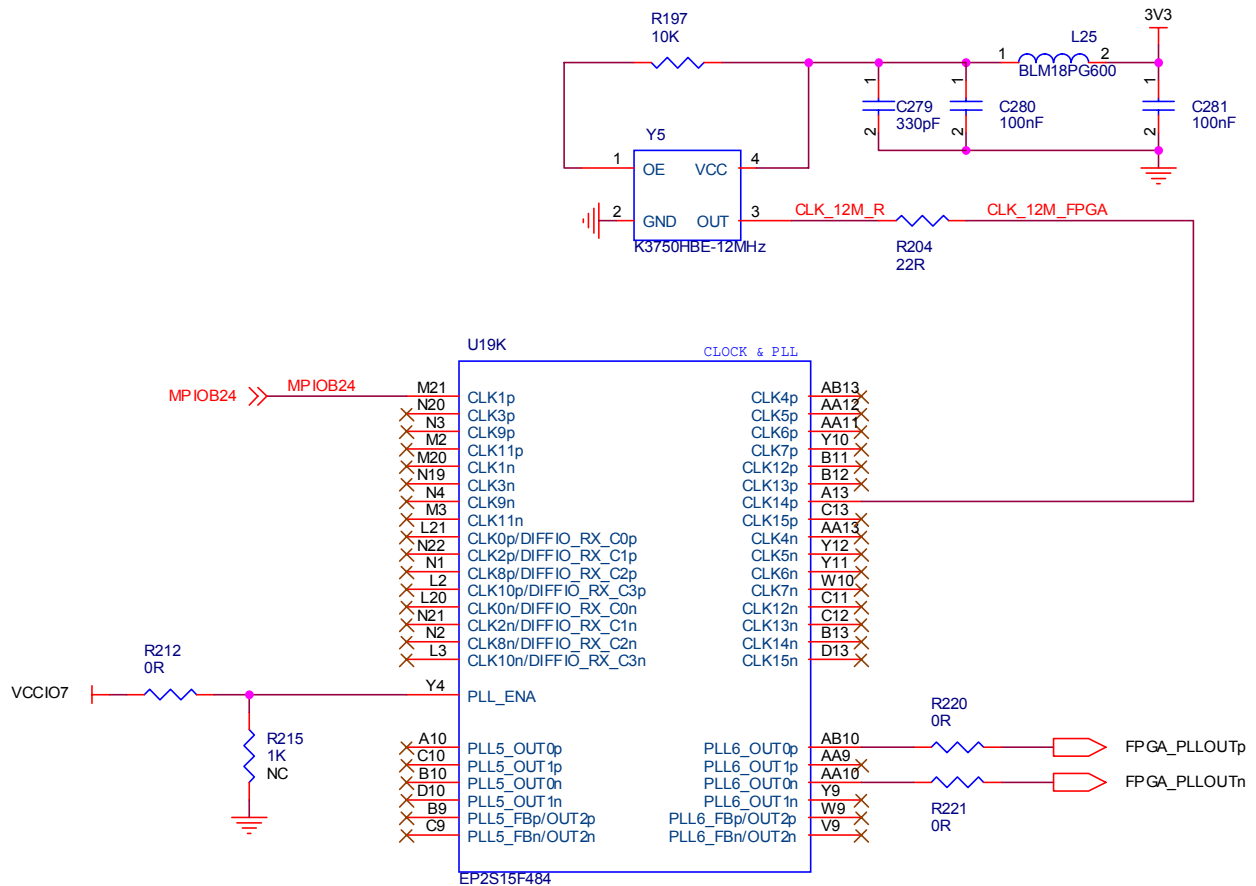 R197
10K
3V3
L25
1
2
BLM18PG600
1
C279
330pF
2
1
C280
100nF
2
1
C281
100nF
2
Y5
1
OE
VCC
4
2
GND
OUT
3
K3750HBE-12MHz
CLK_12M_R
CLK_12M_FPGA
R204
22R
U19K
CLOCK & PLL
MPIOB24
MPIOB24
M21
CLK1p
N20
CLK3p
N3
CLK9p
M2
CLK11p
M20
CLK1n
N19
CLK3n
N4
CLK9n
M3
CLK11n
L21
CLK0p/DIFFIO_RX_C0p
N22
CLK2p/DIFFIO_RX_C1p
N1
CLK8p/DIFFIO_RX_C2p
L2
CLK10p/DIFFIO_RX_C3p
L20
CLK0n/DIFFIO_RX_C0n
N21
CLK2n/DIFFIO_RX_C1n
N2
CLK8n/DIFFIO_RX_C2n
L3
CLK10n/DIFFIO_RX_C3n
Y4
PLL_ENA
A10
PLL5_OUT0p
C10
PLL5_OUT1p
B10
PLL5_OUT0n
D10
PLL5_OUT1n
B9
PLL5_FBp/OUT2p
C9
PLL5_FBn/OUT2n
CLK4p
AB13
CLK5p
AA12
CLK6p
AA11
CLK7p
Y10
CLK12p
B11
CLK13p
B12
CLK14p
A13
CLK15p
C13
CLK4n
AA13
CLK5n
Y12
CLK6n
Y11
CLK7n
W10
CLK12n
C11
CLK13n
C12
CLK14n
B13
CLK15n
D13
PLL6_OUT0p
AB10
PLL6_OUT1p
AA9
PLL6_OUT0n
AA10
PLL6_OUT1n
Y9
PLL6_FBp/OUT2p
W9
PLL6_FBn/OUT2n
V9
EP2S15F484
R212
0R
VCCIO7
R215
1K
NC
R220
0R
FPGA_PLLOUTp
FPGA_PLLOUTn
R221
0R